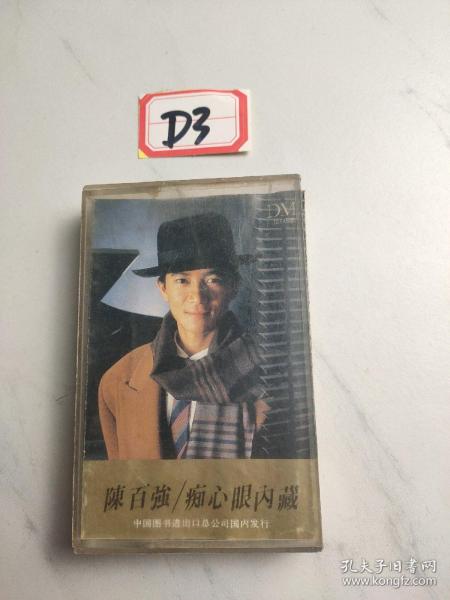 D3
DM
陳百強/痴心眼內藏
中国图书进出口总公司国内发行
孔夫子旧书网
www.kongfz.com